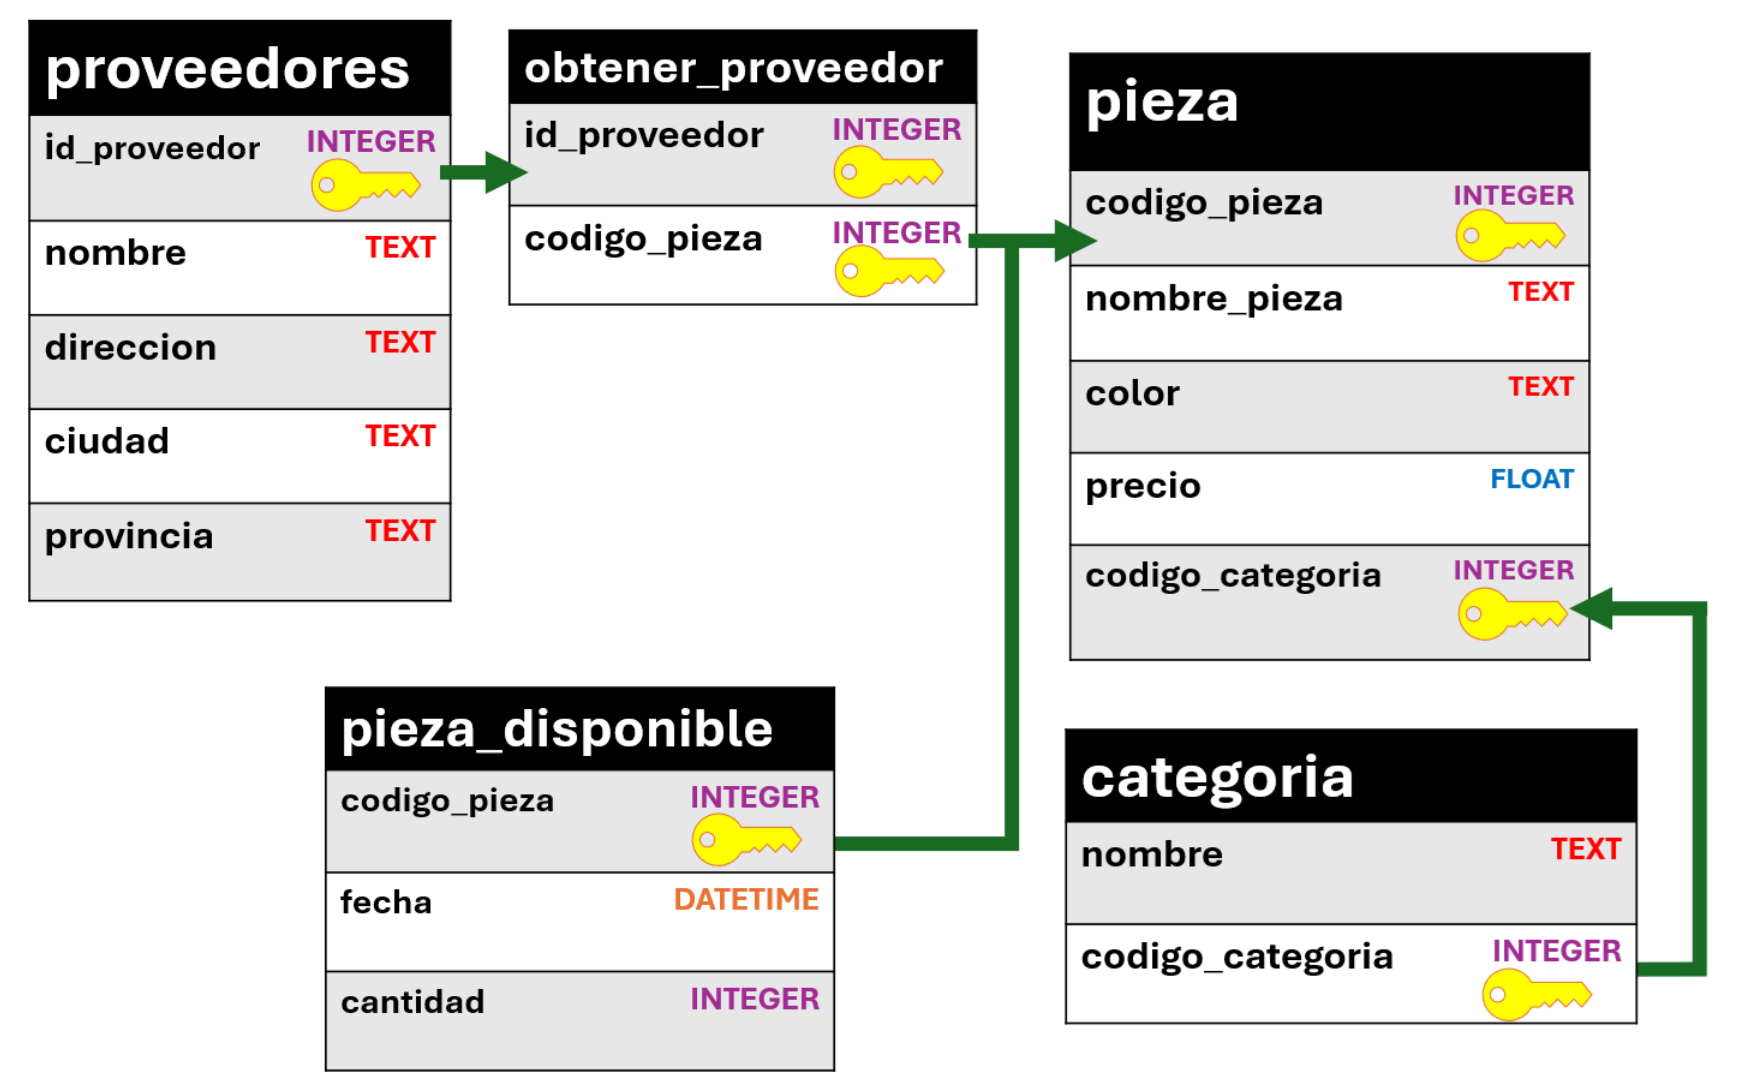 proveedores
id_proveedor INTEGER
nombre TEXT
direccion TEXT
ciudad TEXT
provincia TEXT
obtener_proveedor
id_proveedor INTEGER
codigo_pieza INTEGER
pieza
codigo_pieza INTEGER
nombre_pieza TEXT
color TEXT
precio FLOAT
codigo_categoria INTEGER
pieza_disponible
codigo_pieza INTEGER
fecha DATETIME
cantidad INTEGER
categoria
nombre TEXT
codigo_categoria INTEGER